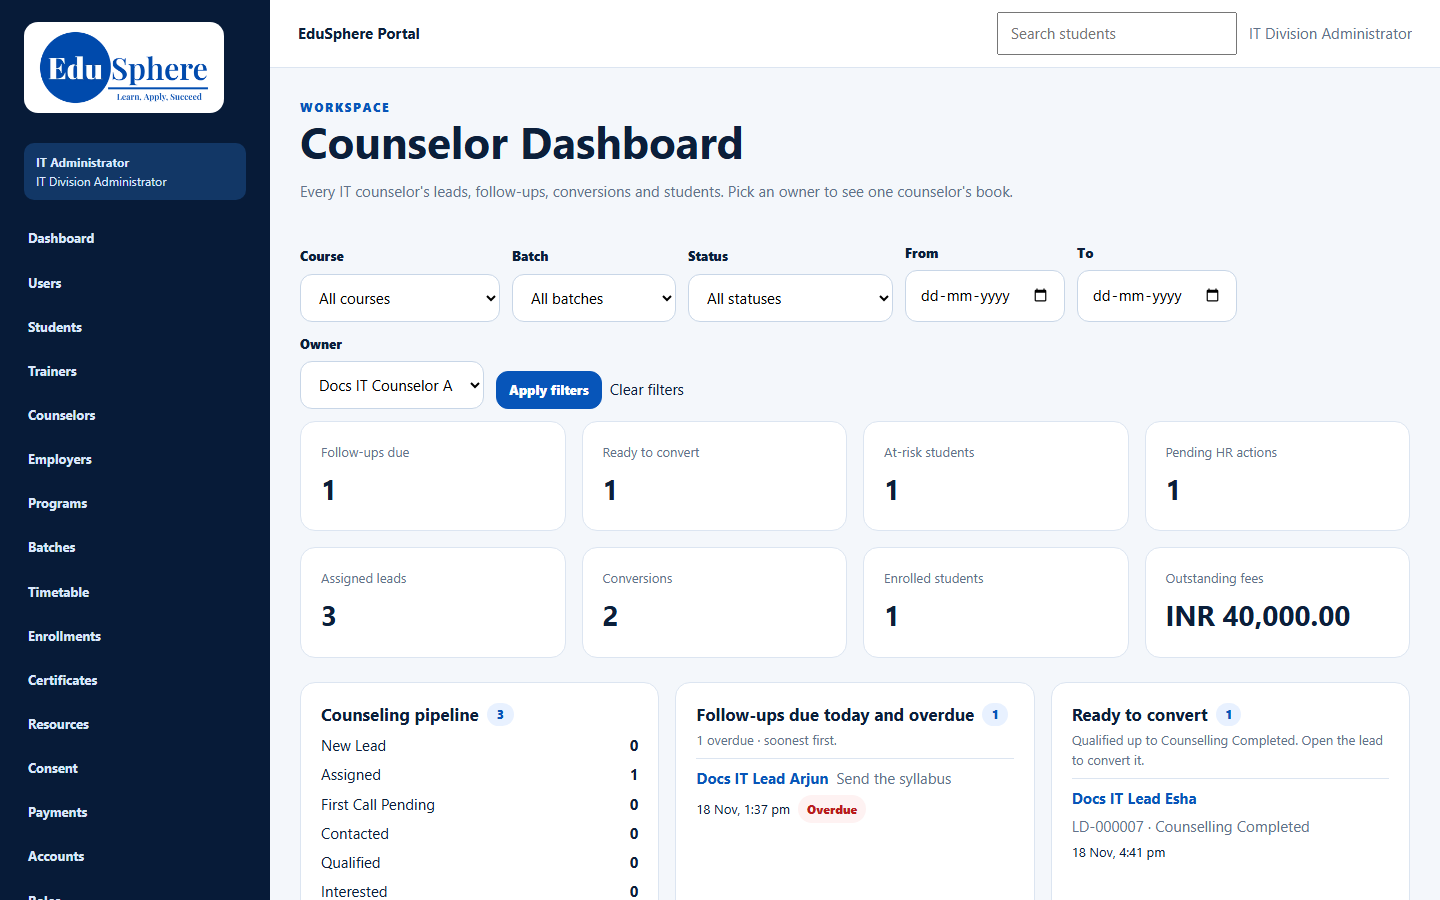 Edu Sphere
Learn, Apply, Succeed
IT Administrator
IT Division Administrator
Dashboard
Users
Students
Trainers
Counselors
Employers
Programs
Batches
Timetable
Enrollments
Certificates
Resources
Consent
Payments
Accounts
EduSphere Portal
Search students
IT Division Administrator
WORKSPACE
Counselor Dashboard
Every IT counselor's leads, follow-ups, conversions and students. Pick an owner to see one counselor's book.
Course
Batch
Status
From
To
All courses
All batches
All statuses
dd-mm-yyyy
dd-mm-yyyy
Owner
Docs IT Counselor A
Apply filters
Clear filters
Follow-ups due
1
Ready to convert
1
At-risk students
1
Pending HR actions
1
Assigned leads
3
Conversions
2
Enrolled students
1
Outstanding fees
INR 40,000.00
Counseling pipeline 3
New Lead 0
Assigned 1
First Call Pending 0
Contacted 0
Qualified 0
Interested 0
Follow-ups due today and overdue 1
1 overdue · soonest first.
Docs IT Lead Arjun Send the syllabus
18 Nov, 1:37 pm Overdue
Ready to convert 1
Qualified up to Counselling Completed. Open the lead
to convert it.
Docs IT Lead Esha
LD-000007 · Counselling Completed
18 Nov, 4:41 pm